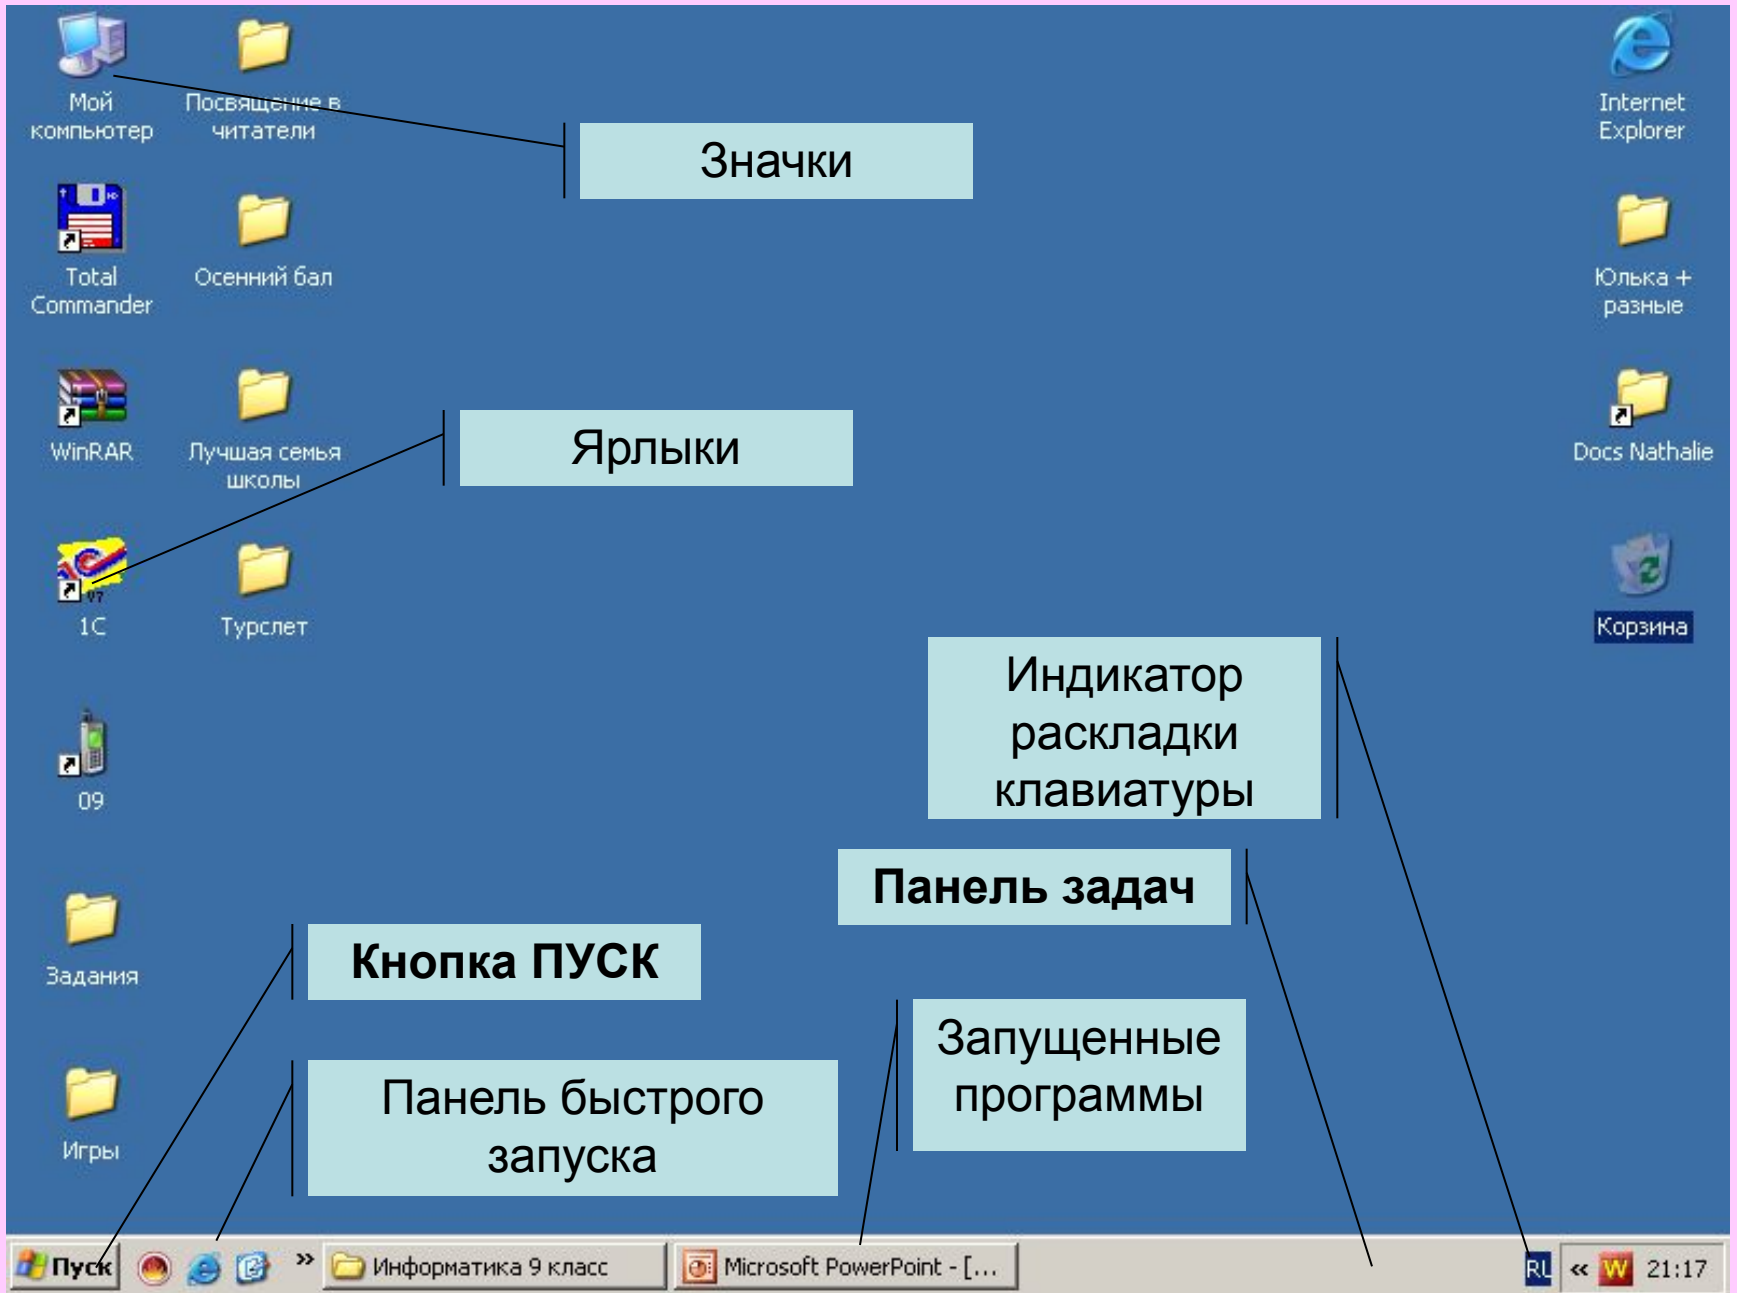 Мой
компьютер
Посвящение в
читатели
Internet
Explorer
Значки
Total
Commander
Осенний бал
Юлька +
разные
WinRAR
Лучшая семья
школы
Ярлыки
Docs Nathalie
1C
Турслет
Корзина
Индикатор
раскладки
клавиатуры
09
Панель задач
Задания
Кнопка ПУСК
Запущенные
программы
Игры
Панель быстрого
запуска
Пуск
»
Информатика 9 класс
Microsoft PowerPoint - [...
RU
«
W
21:17